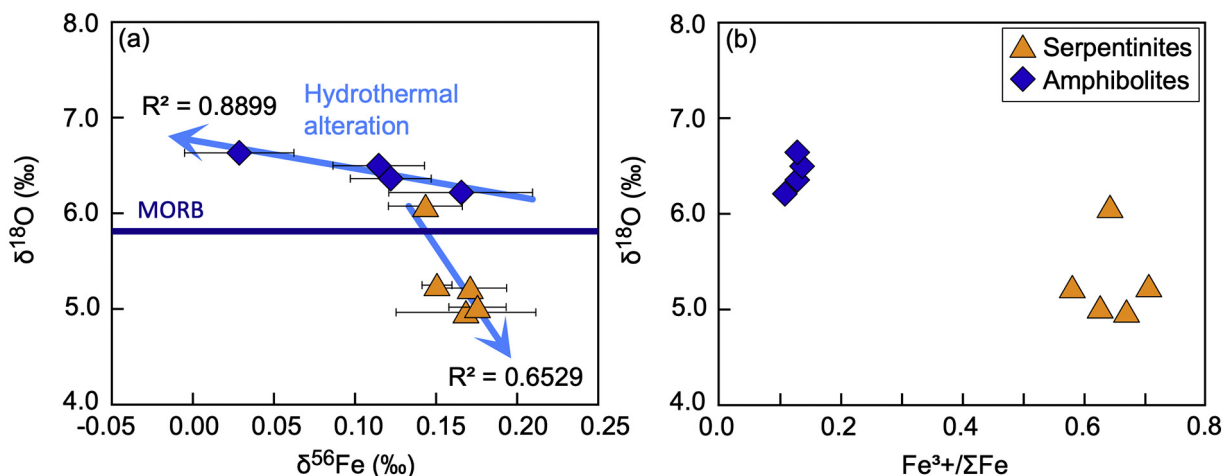 (a)
8.0
7.0
6.0
5.0
4.0
δ¹⁸O (‰)
R² = 0.8899
Hydrothermal
alteration
MORB
R² = 0.6529
-0.05
0.00
0.05
0.10
0.15
0.20
0.25
δ⁵⁶Fe (‰)
(b)
Serpentinites
Amphibolites
8.0
7.0
6.0
5.0
4.0
δ¹⁸O (‰)
0.0
0.2
0.4
0.6
0.8
Fe³+/ΣFe